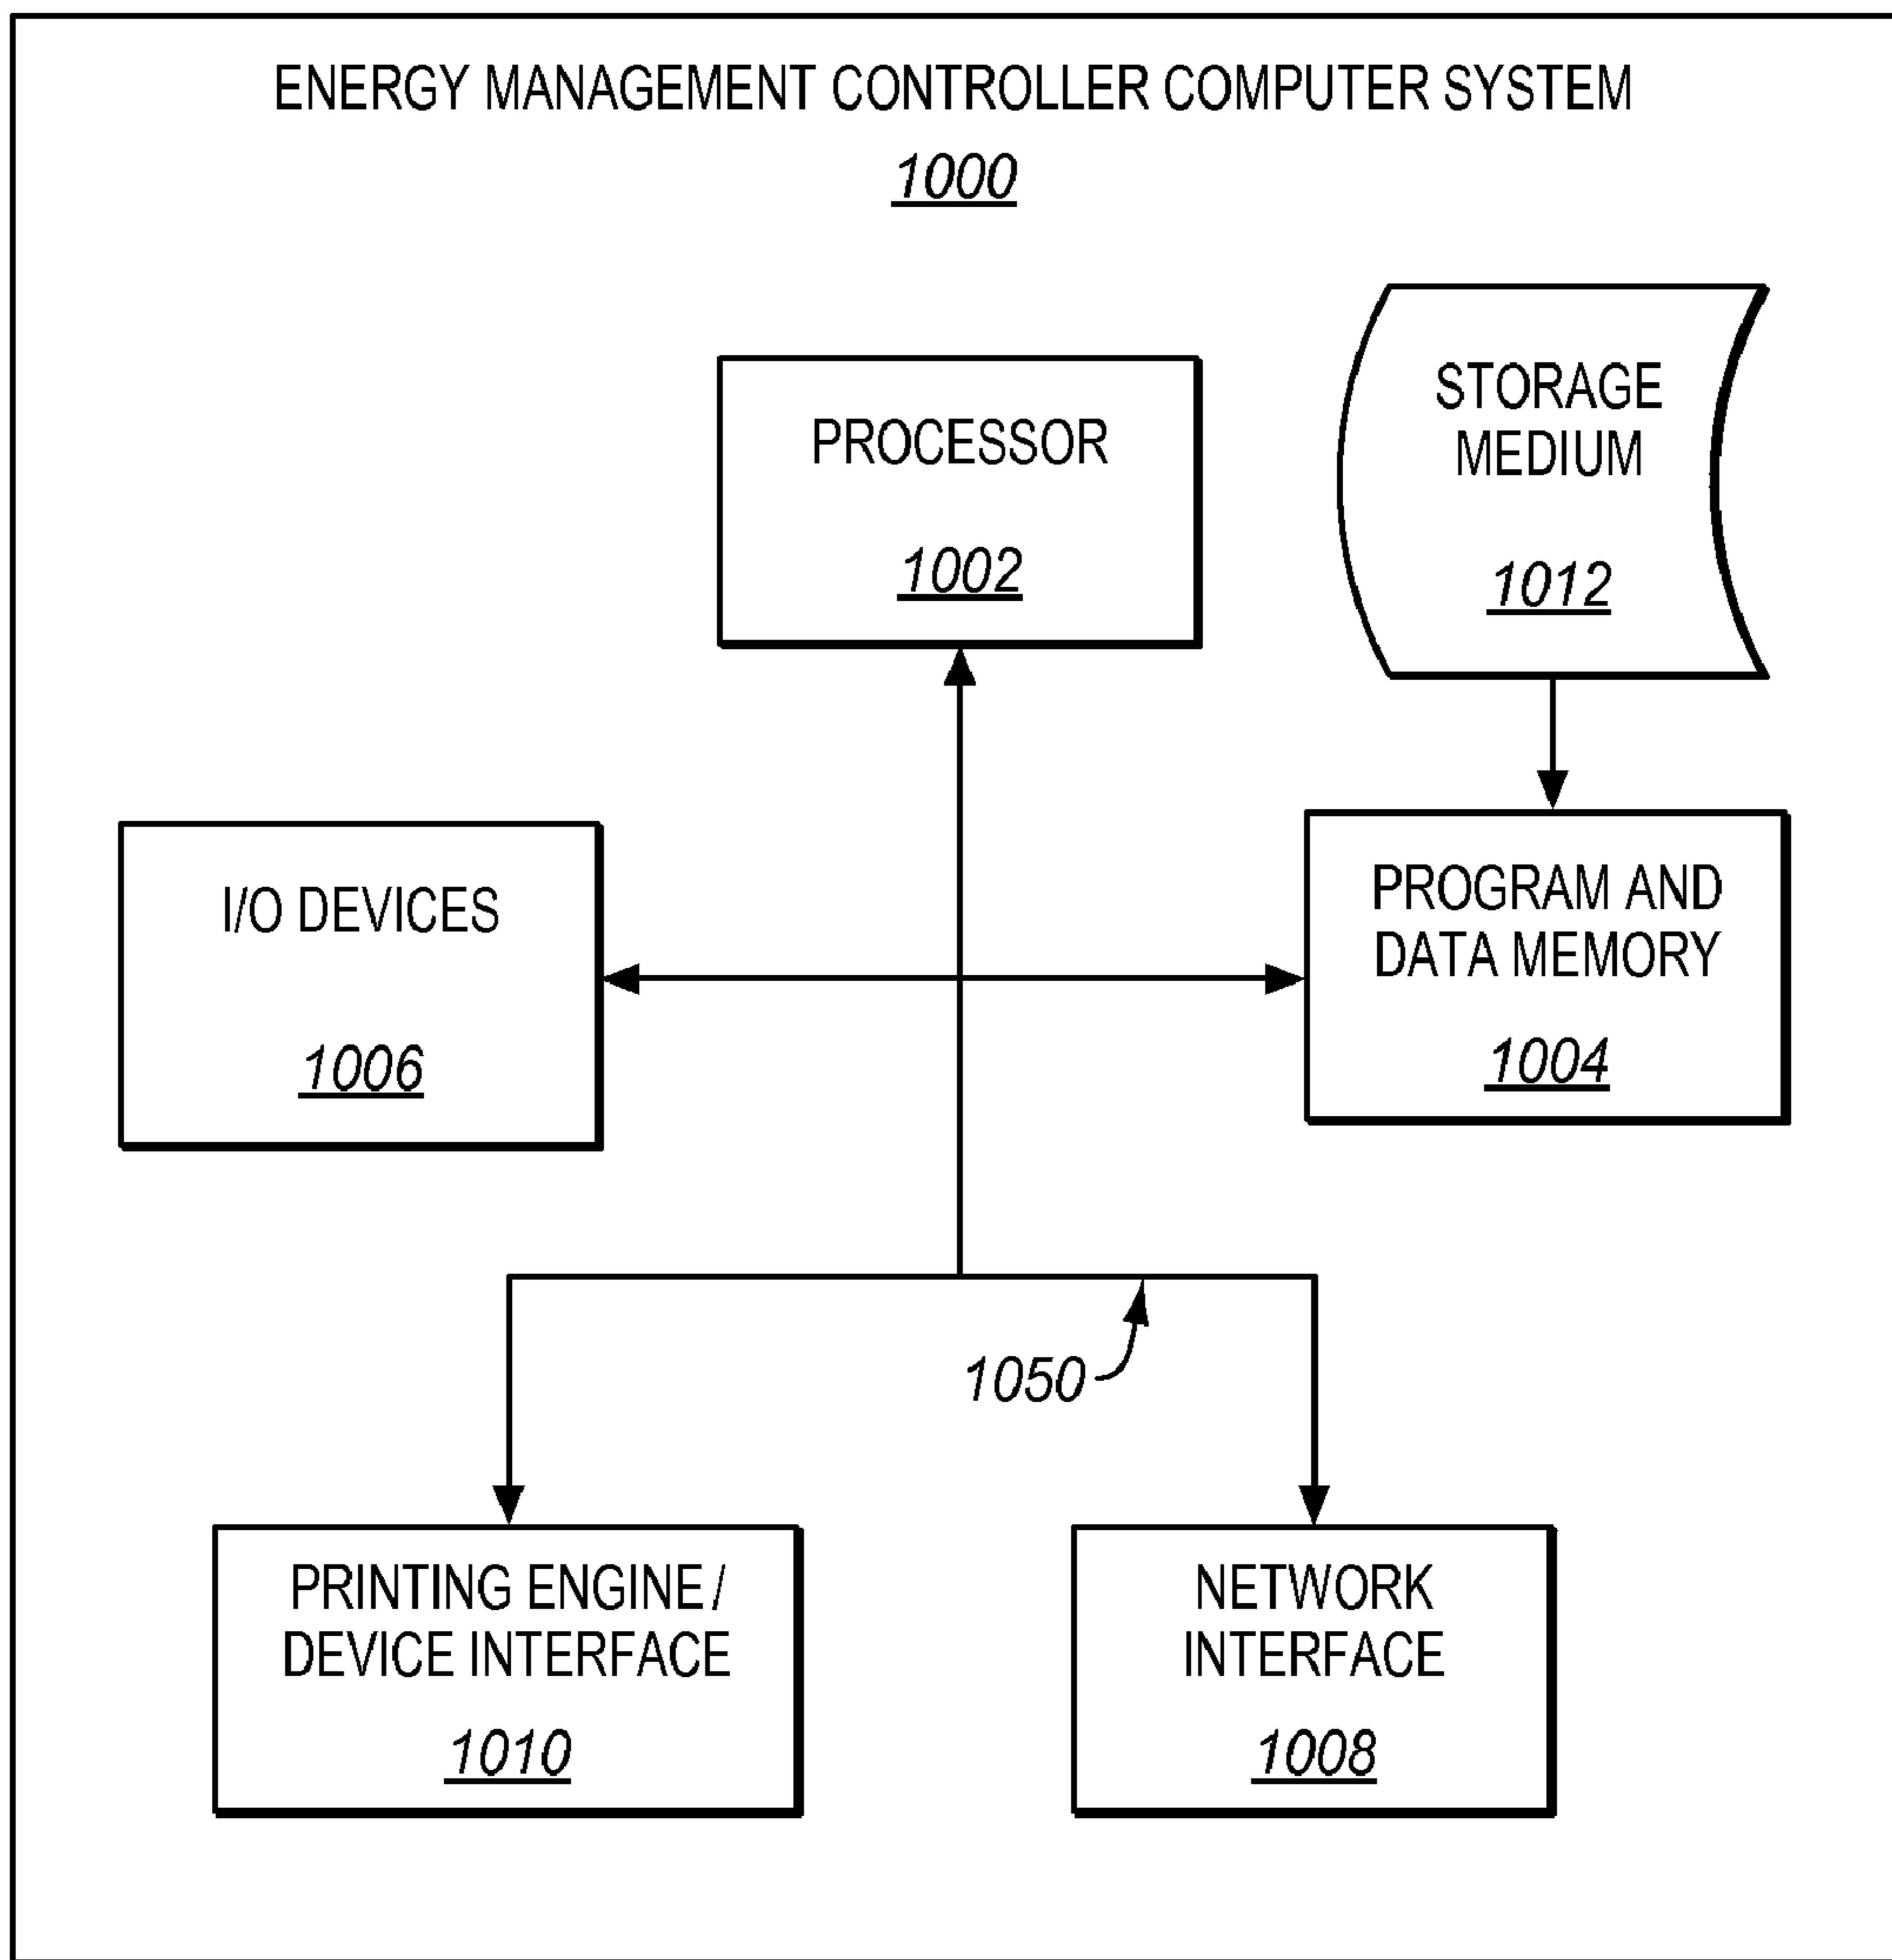 ENERGY MANAGEMENT CONTROLLER COMPUTER SYSTEM
1000
PROCESSOR
1002
STORAGE
MEDIUM
1012
I/O DEVICES
1006
PROGRAM AND
DATA MEMORY
1004
1050
PRINTING ENGINE /
DEVICE INTERFACE
1010
NETWORK
INTERFACE
1008